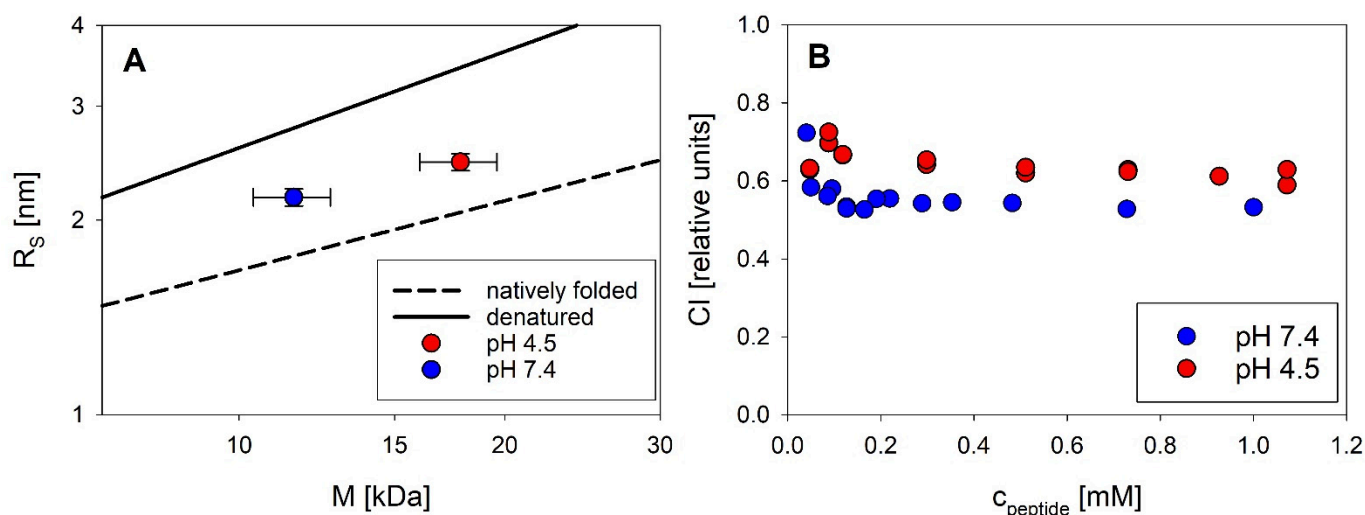 A
4
3
2
1
R_S [nm]
10
15
20
30
M [kDa]
natively folded
denatured
pH 4.5
pH 7.4
B
1.0
0.8
0.6
0.4
0.2
0.0
CI [relative units]
0.0
0.2
0.4
0.6
0.8
1.0
1.2
c_peptide [mM]
pH 7.4
pH 4.5